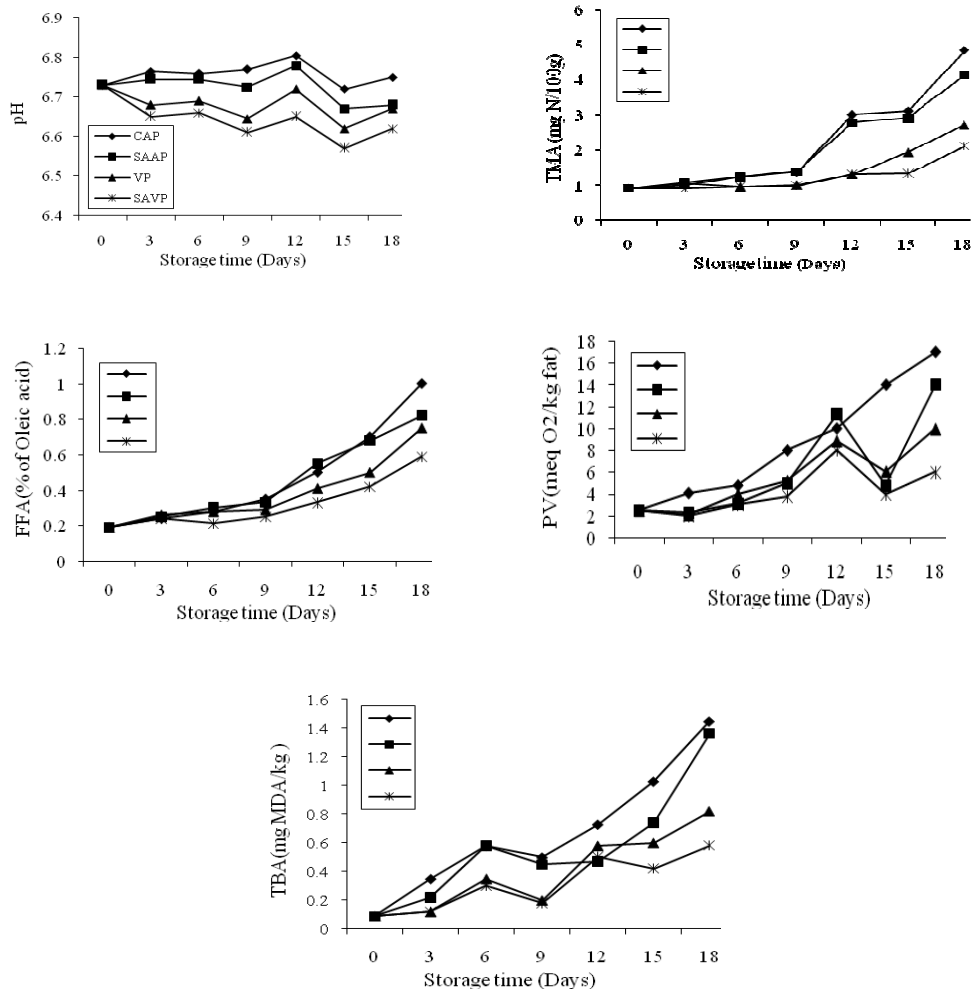 6.9
6.8
6.7
6.6
6.5
6.4
pH
CAP
SAAP
VP
SAVP
0 3 6 9 12 15 18
Storage time (Days)
6
5
4
3
2
1
0
TMA(mg N/100g)
0 3 6 9 12 15 18
Storage time (Days)
1.2
1
0.8
0.6
0.4
0.2
0
FFA(% of Oleic acid)
0 3 6 9 12 15 18
Storage time (Days)
18
16
14
12
10
8
6
4
2
0
PV(meq O2/kg fat)
0 3 6 9 12 15 18
Storage time (Days)
1.6
1.4
1.2
1
0.8
0.6
0.4
0.2
0
TBA(mg MDA/kg)
0 3 6 9 12 15 18
Storage time (Days)